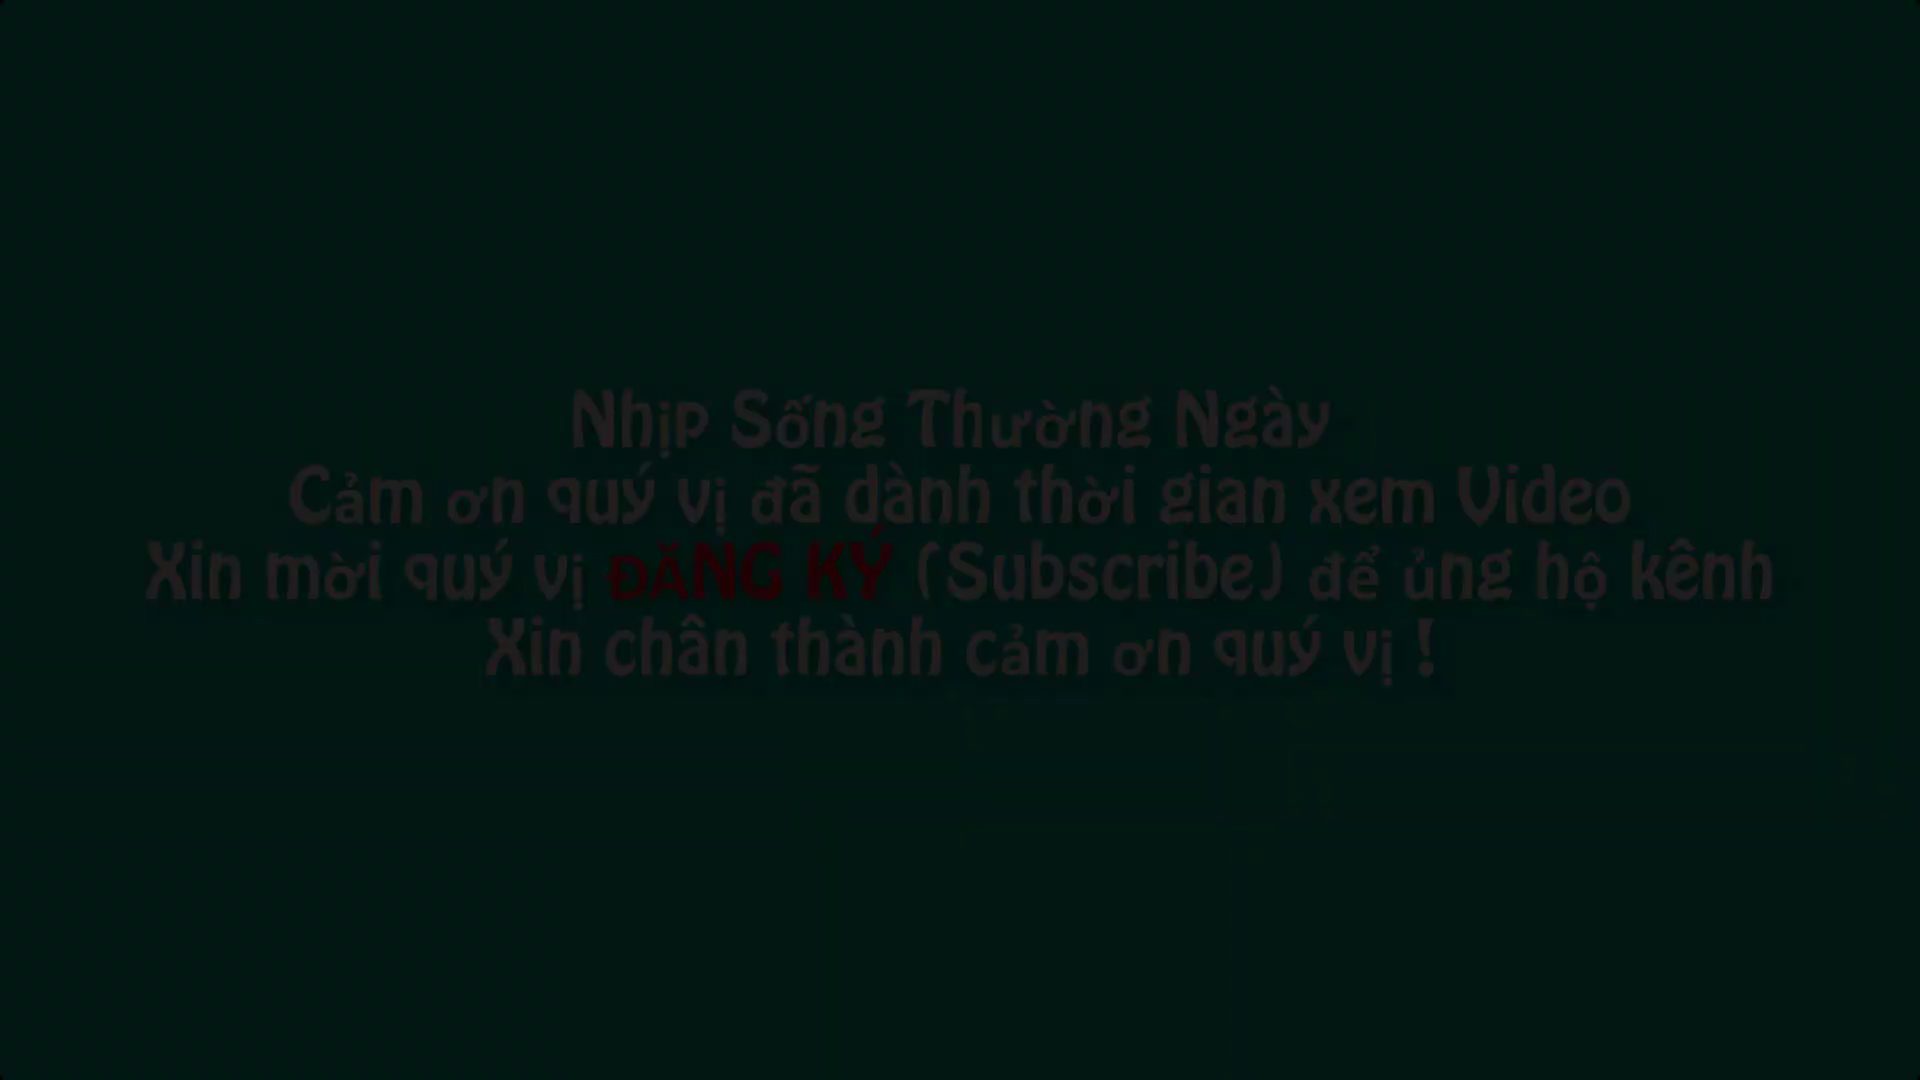 Nhịp Sống Thường Ngày
Cảm ơn quý vị đã dành thời gian xem Video
Xin mời quý vị ĐĂNG KÝ (Subscribe) để ủng hộ kênh
Xin chân thành cảm ơn quý vị !